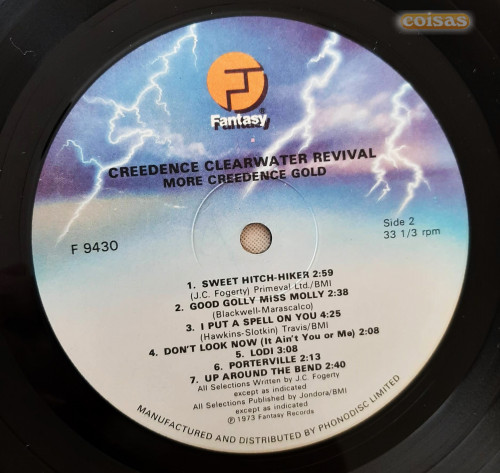 coisas
Fantasy®
CREEDENCE CLEARWATER REVIVAL
MORE CREEDENCE GOLD
F 9430
Side 2
33 1/3 rpm
1. SWEET HITCH-HIKER 2:59
(J.C. Fogerty) Primeval Ltd./BMI
2. GOOD GOLLY MISS MOLLY 2:38
(Blackwell-Marascalco)
3. I PUT A SPELL ON YOU 4:25
(Hawkins-Slotkin) Travis/BMI
4. DON'T LOOK NOW (It Ain't You or Me) 2:08
5. LODI 3:08
6. PORTERVILLE 2:13
7. UP AROUND THE BEND 2:40
All Selections Written by J.C. Fogerty
except as indicated
All Selections Published by Jondora/BMI
except as indicated
℗ 1973 Fantasy Records
MANUFACTURED AND DISTRIBUTED BY PHONODISC LIMITED